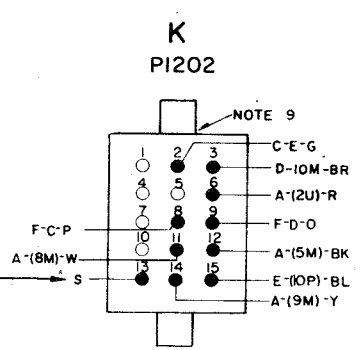 K
P1202
NOTE 9
C-E-G
1 2 3
D-10M-BR
4 5 6
A-(2U)-R
7 8 9
F-C-P
F-D-O
10 11 12
A-(8M)-W
A-(5M)-BK
13 14 15
S
E-(10P)-BL
A-(9M)-Y